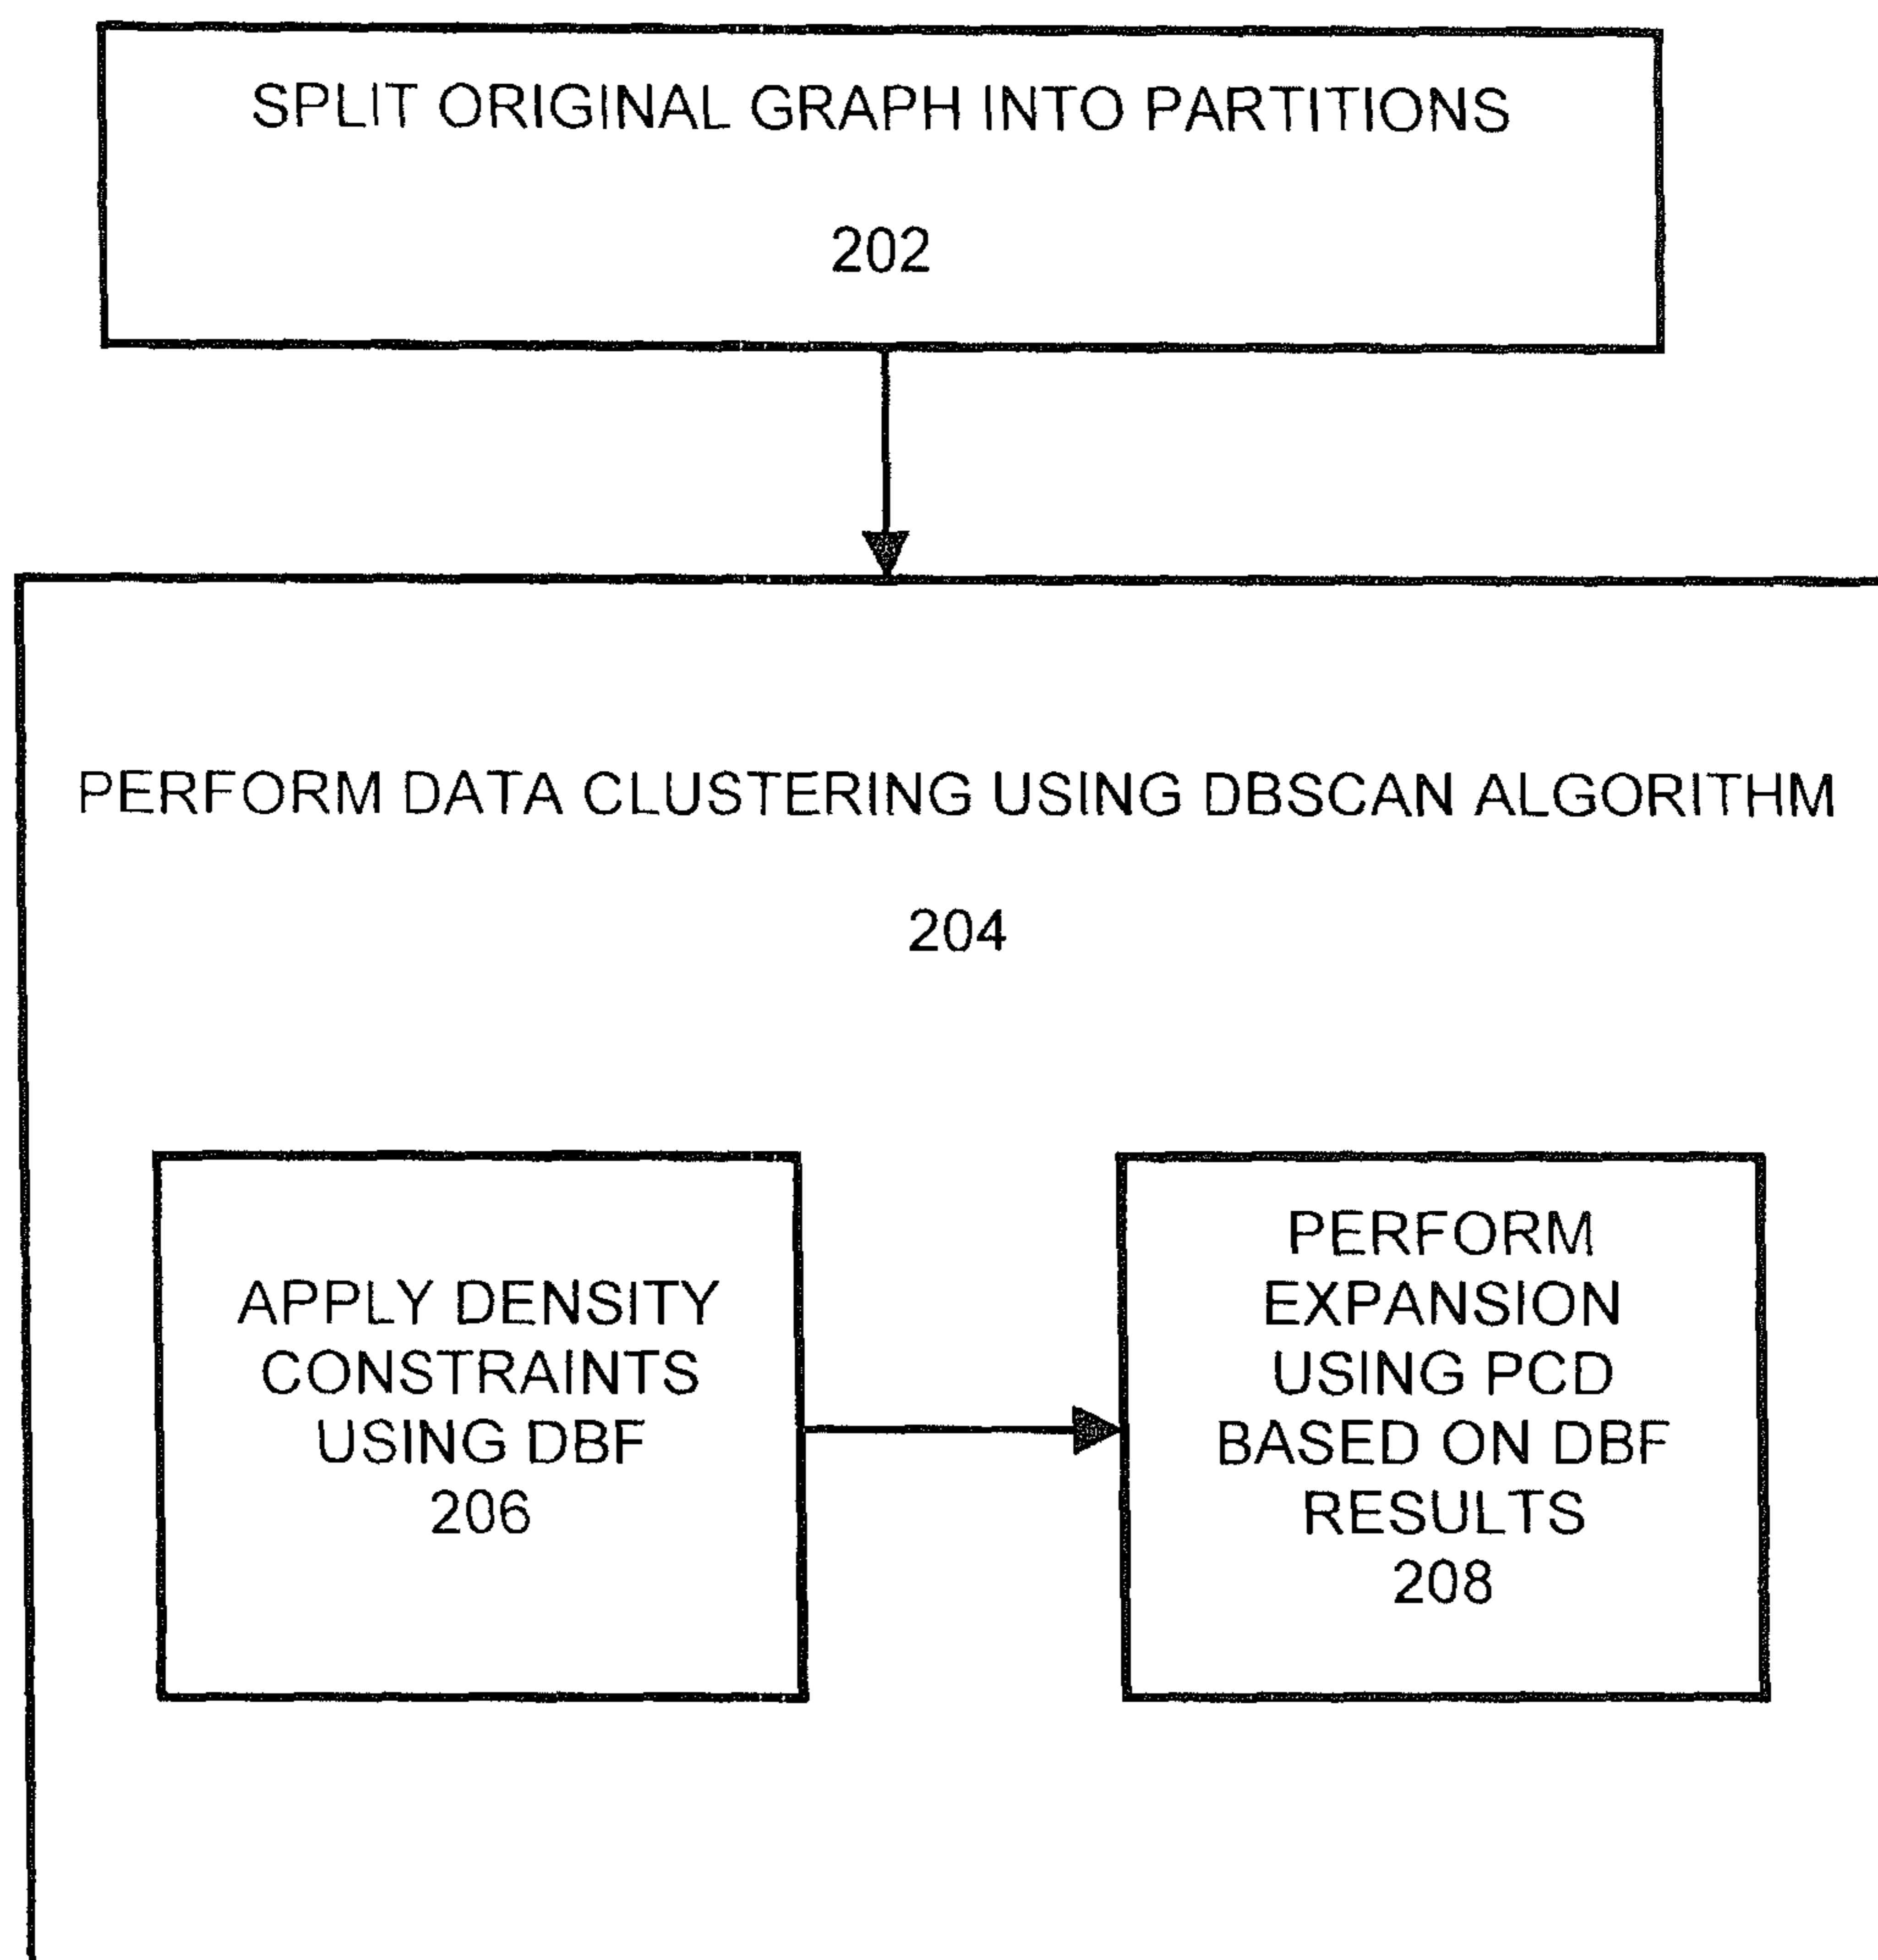 SPLIT ORIGINAL GRAPH INTO PARTITIONS
202
PERFORM DATA CLUSTERING USING DBSCAN ALGORITHM
204
APPLY DENSITY
CONSTRAINTS
USING DBF
206
PERFORM
EXPANSION
USING PCD
BASED ON DBF
RESULTS
208